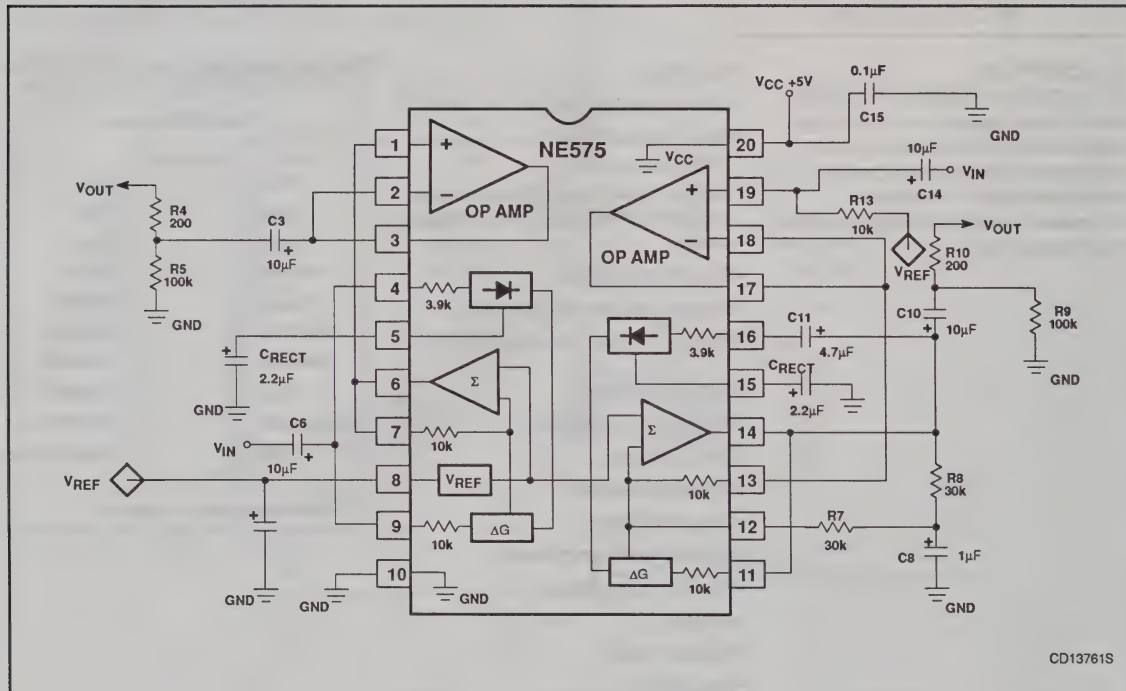 NE575
1
+
2
−
OP AMP
3
4
3.9k
5
6
Σ
7
10k
8
VREF
9
10k
ΔG
10
GND
VOUT
R4
200
R5
100k
GND
C3
+
10µF
+
CRECT
2.2µF
GND
VIN
C6
+
10µF
VREF
+
GND
GND
VCC +5V
0.1µF
C15
GND
20
VCC
10µF
+
C14
VIN
19
+
R13
10k
VREF
18
−
OP AMP
17
VOUT
R10
200
C10
10µF
+
R9
100k
GND
16
3.9k
C11
+
4.7µF
15
CRECT
+
2.2µF
14
Σ
13
10k
R8
30k
12
R7
30k
+
C8
1µF
GND
11
10k
ΔG
CD13761S